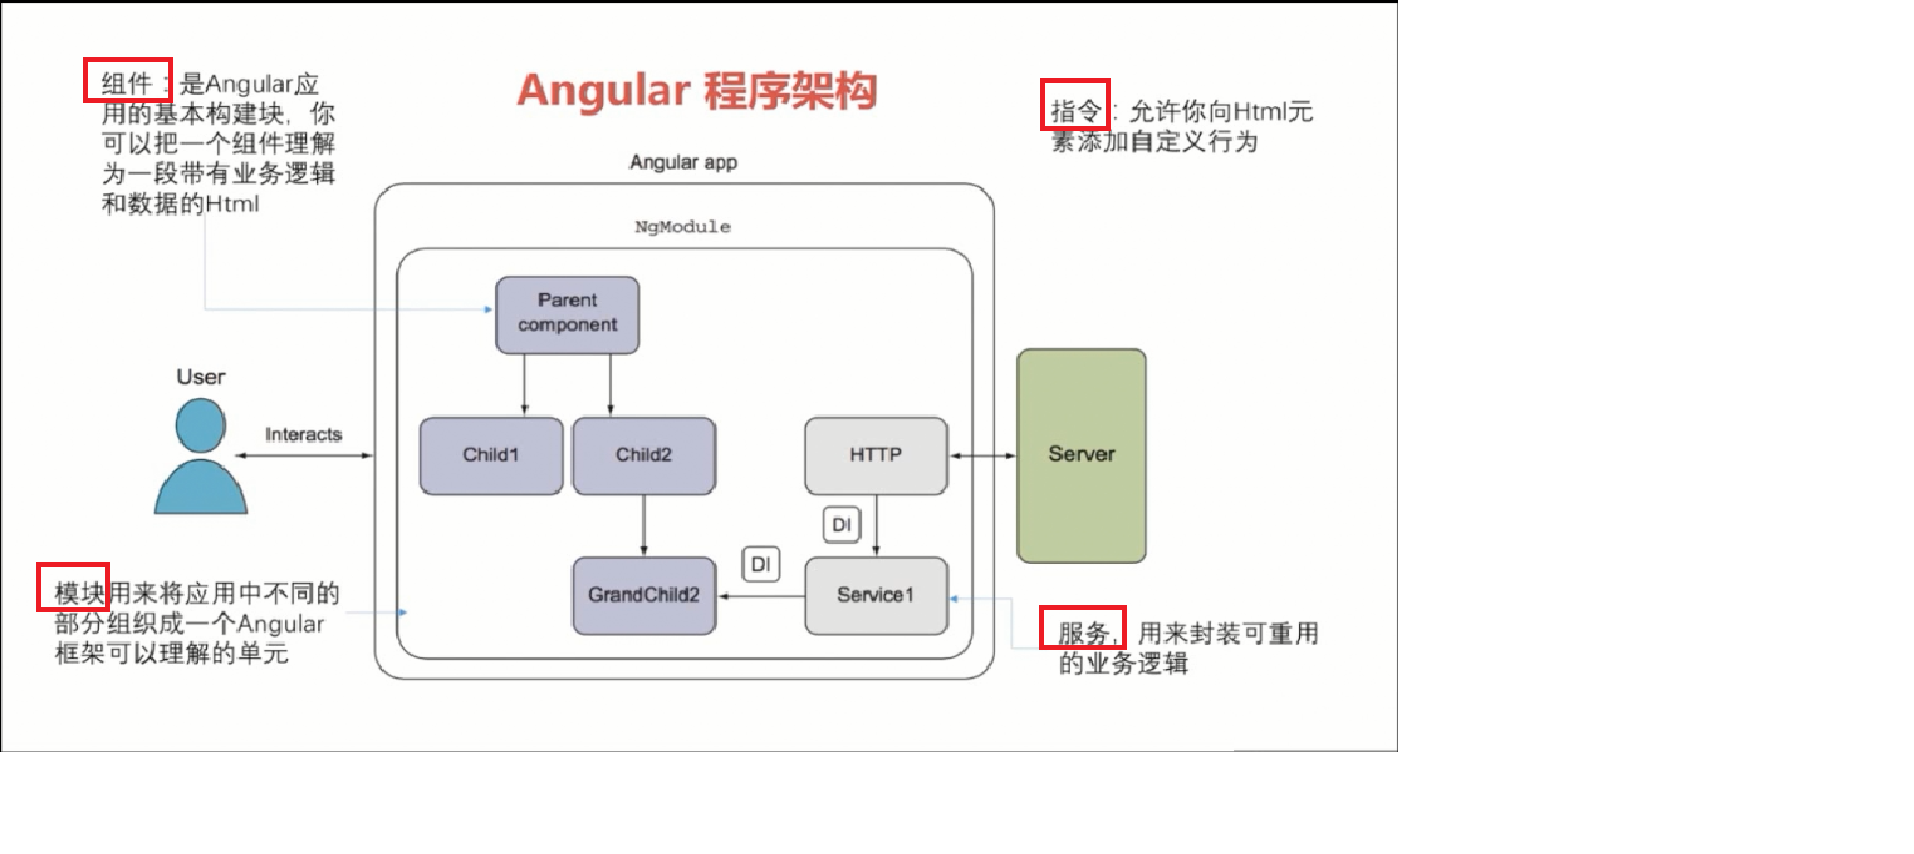 Angular 程序架构
组件：是Angular应
用的基本构建块，你
可以把一个组件理解
为一段带有业务逻辑
和数据的Html
指令：允许你向Html元
素添加自定义行为
Angular app
NgModule
Parent
component
User
Interacts
Child1
Child2
HTTP
Server
DI
DI
GrandChild2
Service1
模块用来将应用中不同的
部分组织成一个Angular
框架可以理解的单元
服务，用来封装可重用
的业务逻辑